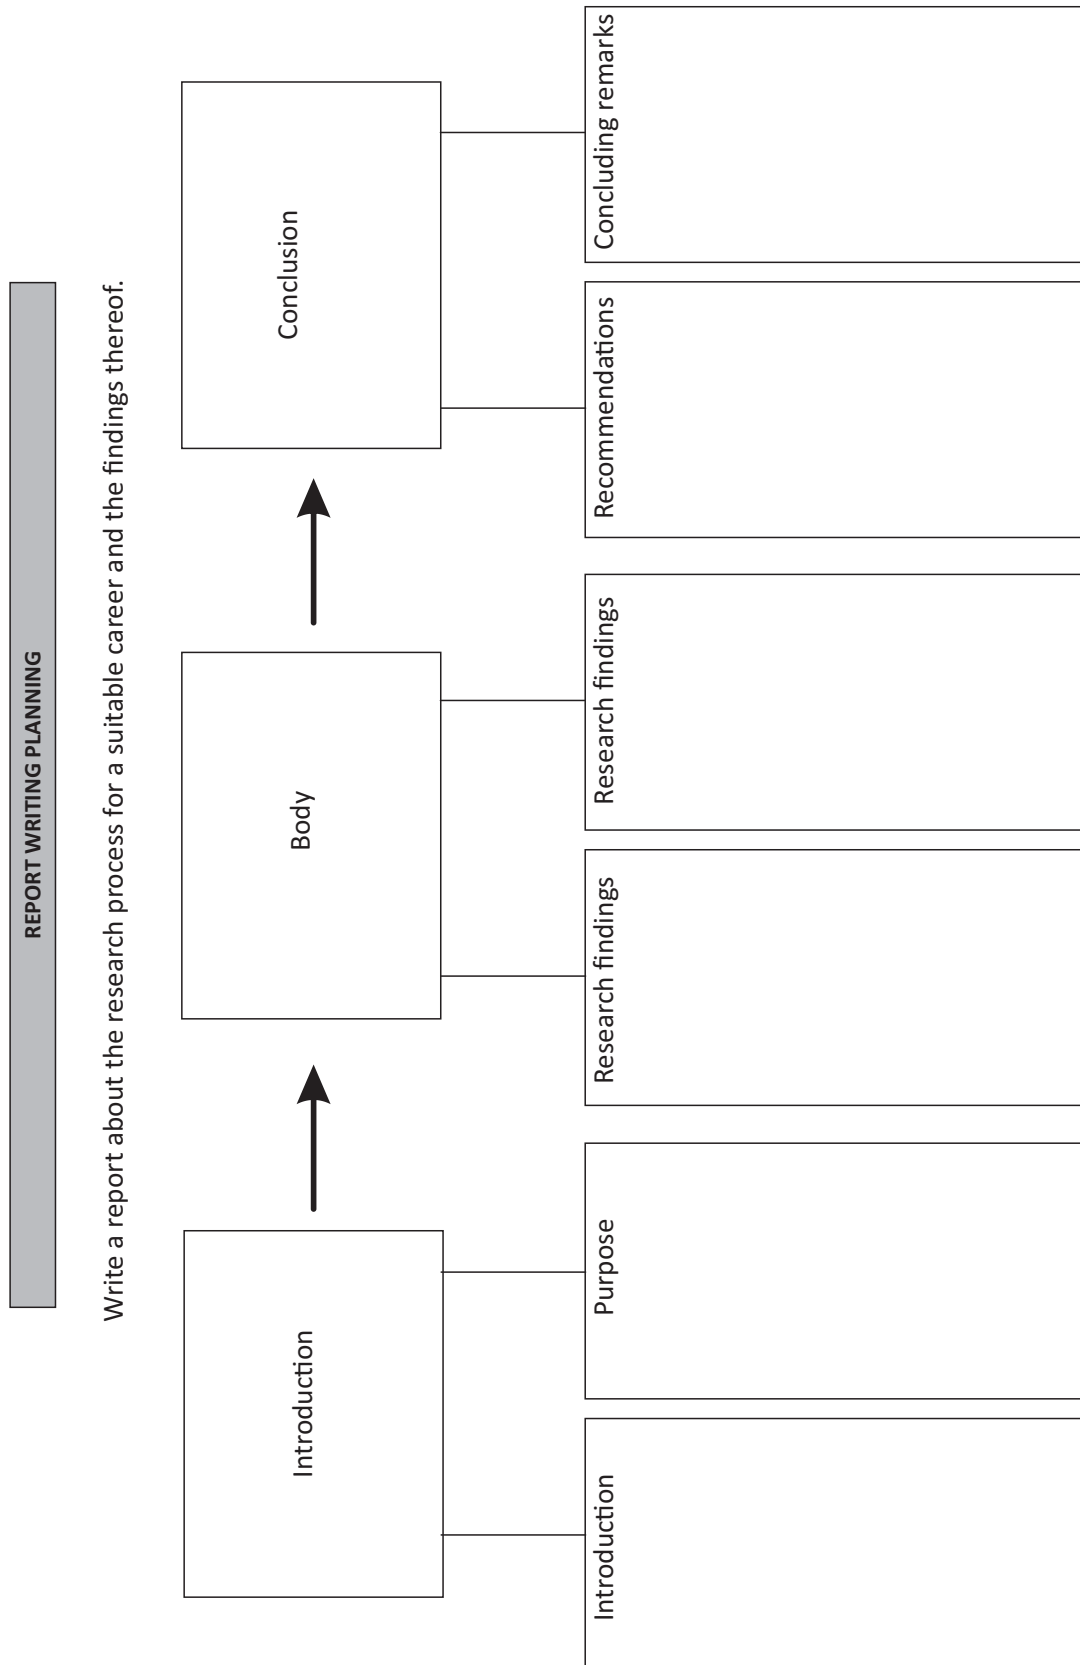 REPORT WRITING PLANNING
Write a report about the research process for a suitable career and the findings thereof.
Introduction
Body
Conclusion
Introduction
Purpose
Research findings
Research findings
Recommendations
Concluding remarks